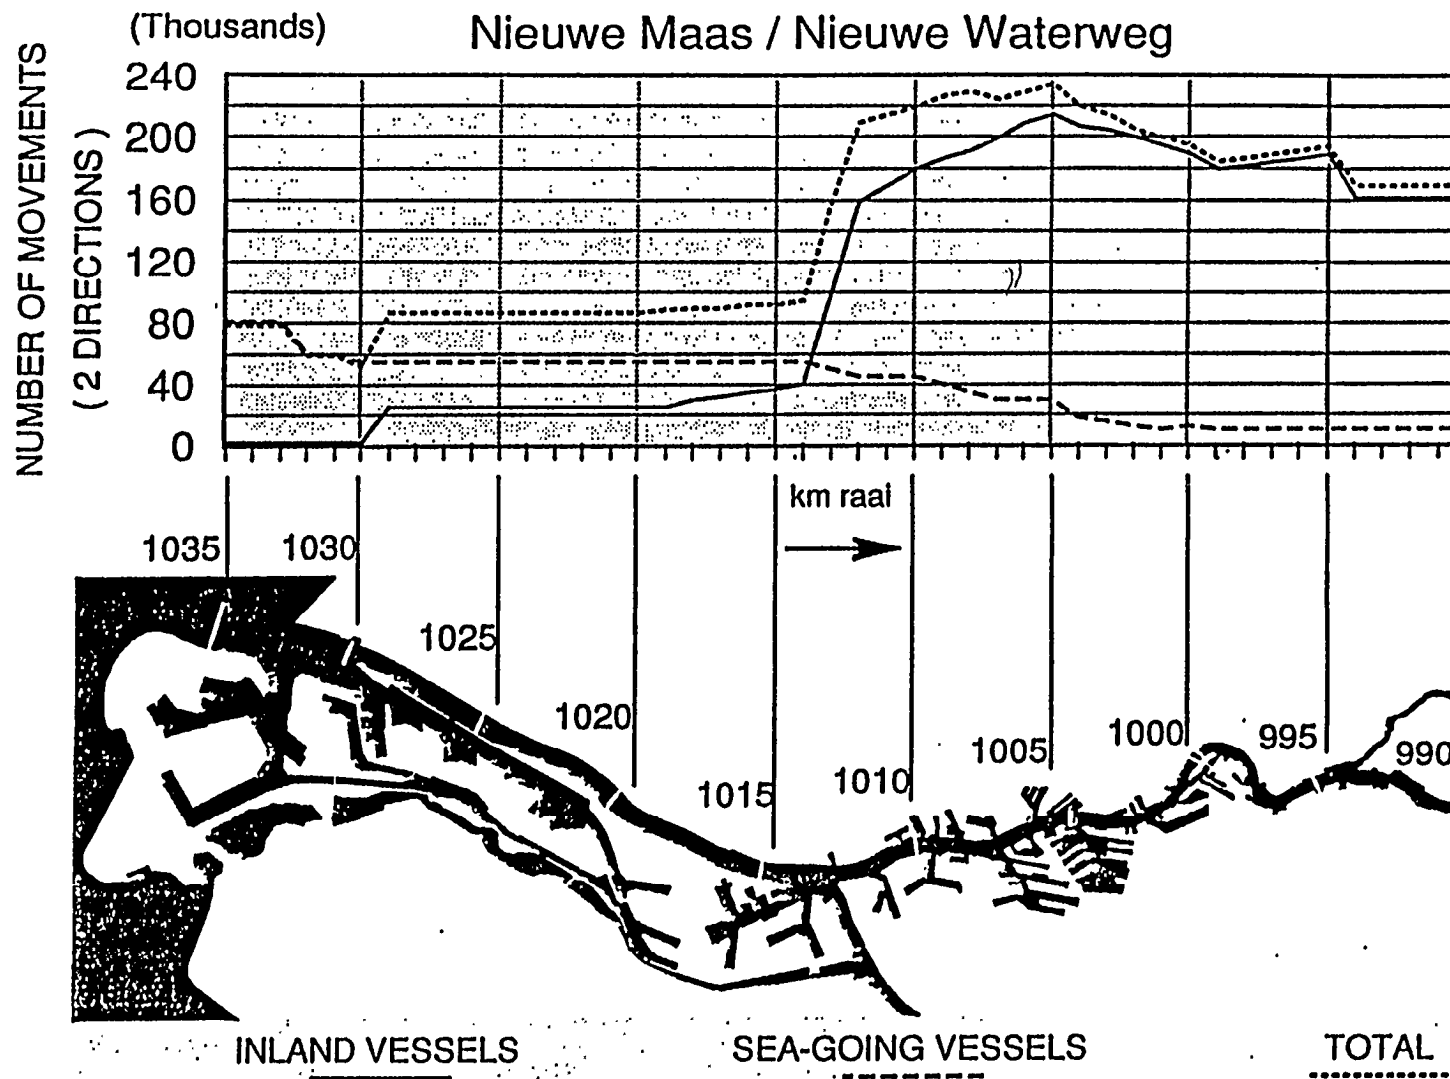 (Thousands)
Nieuwe Maas / Nieuwe Waterweg
NUMBER OF MOVEMENTS
( 2 DIRECTIONS )
240
200
160
120
80
40
0
km raai
1035
1030
1025
1020
1015
1010
1005
1000
995
990
INLAND VESSELS
SEA-GOING VESSELS
TOTAL